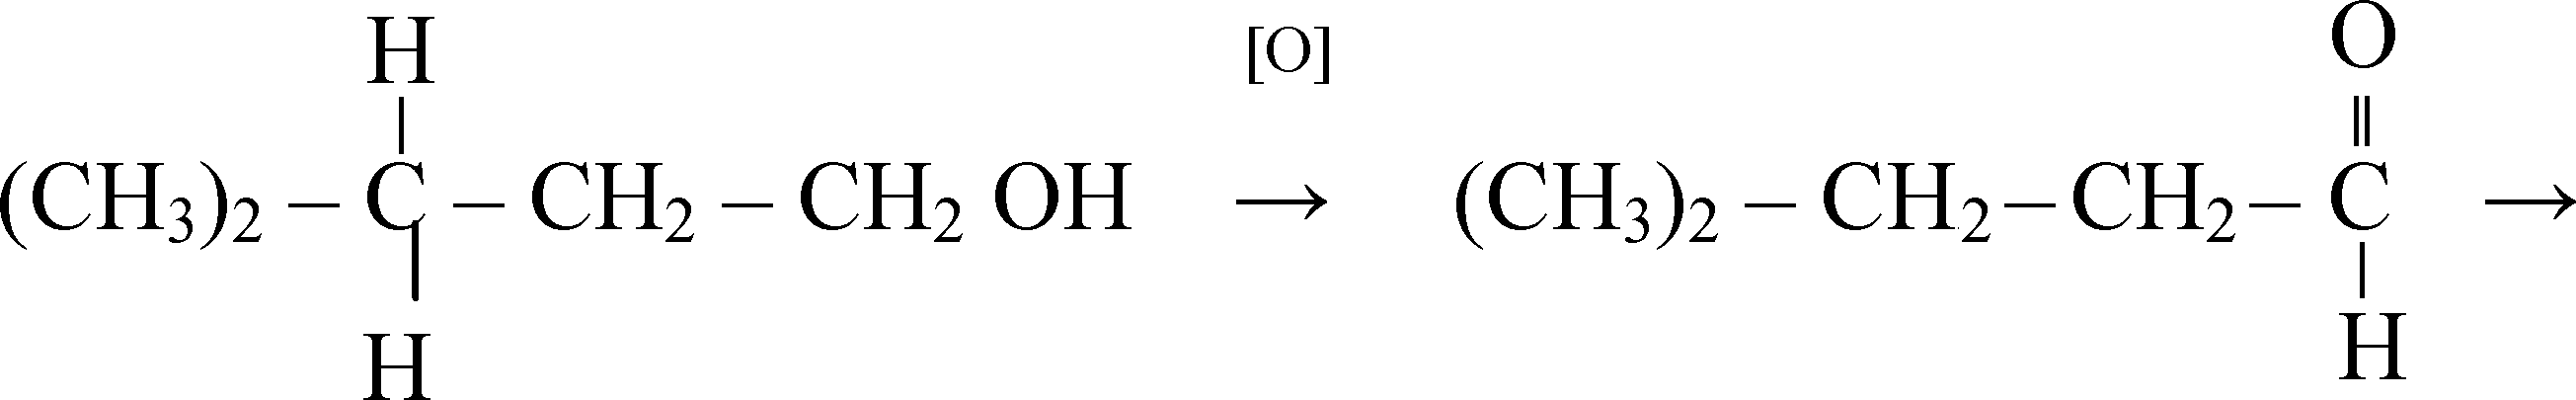 H [O] O
(CH₃)₂ – C – CH₂ – CH₂ OH → (CH₃)₂ – CH₂ – CH₂ – C →
H H